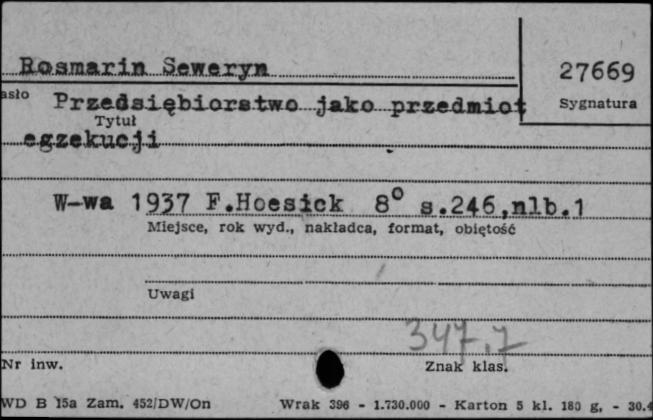 Rosmarin Seweryn
27669
asło Przedsiębiorstwo jako przedmiot
Sygnatura
Tytuł
egzekucji
W-wa 1937 F.Hoesick 8° s.246,nlb.1
Miejsce, rok wyd., nakładca, format, objętość
Uwagi
347.7
Nr inw.
Znak klas.
WD B 15a Zam. 452/DW/On Wrak 396 - 1.730.000 - Karton 5 kl. 180 g. - 30.4